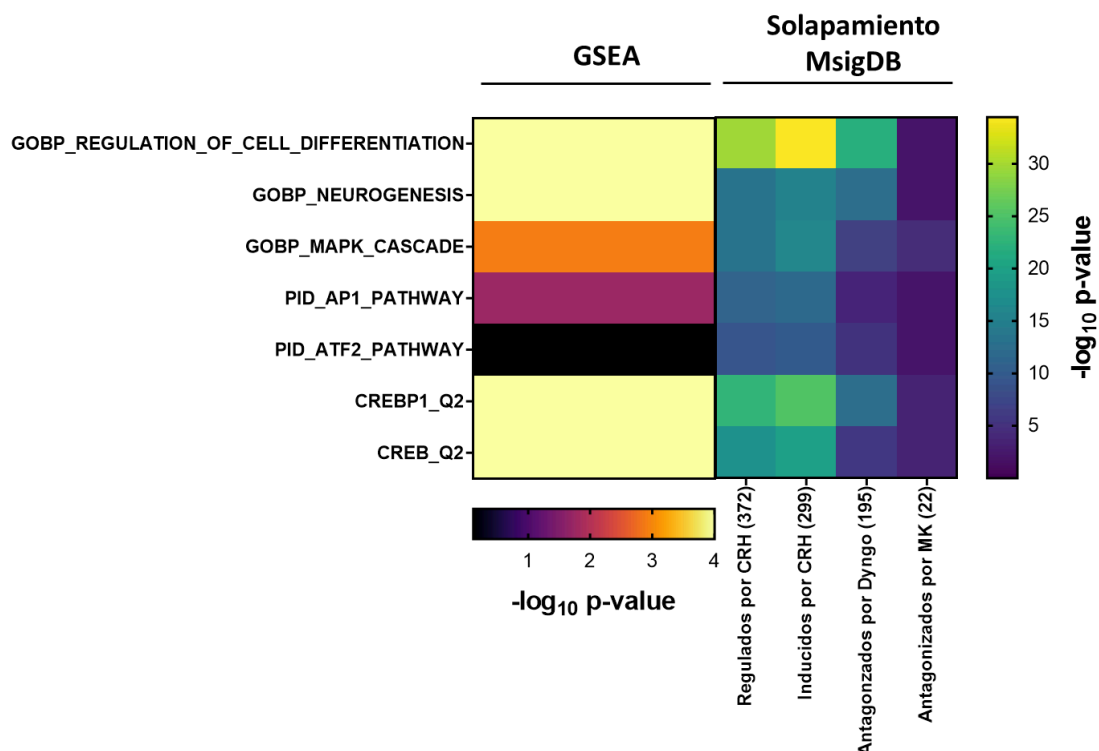 GSEA
Solapamiento
MsigDB
GOBP_REGULATION_OF_CELL_DIFFERENTIATION
GOBP_NEUROGENESIS
GOBP_MAPK_CASCADE
PID_AP1_PATHWAY
PID_ATF2_PATHWAY
CREBP1_Q2
CREB_Q2
1 2 3 4
-log10 p-value
Regulados por CRH (372)
Inducidos por CRH (299)
Antagonzados por Dyngo (195)
Antagonizados por MK (22)
30
25
20
15
10
5
-log10 p-value